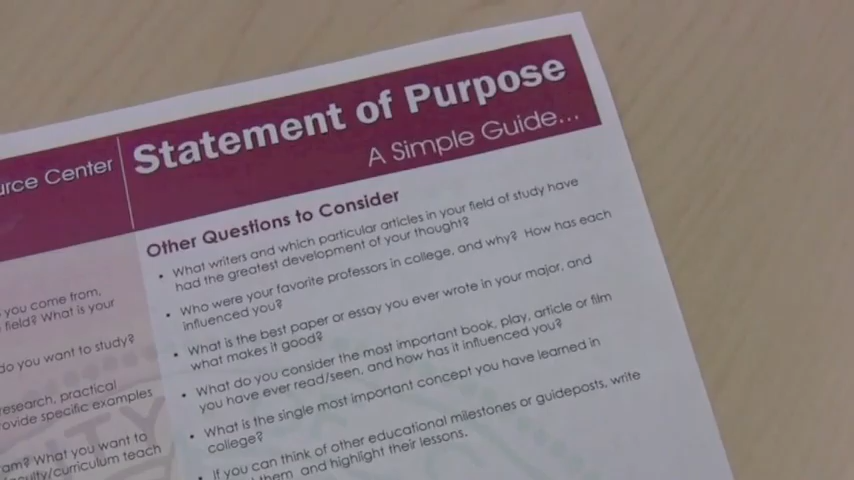 Center
Statement of Purpose
A Simple Guide...
you come from,
field? What is your
do you want to study?
research, practical
provide specific examples
What you want to
faculty/curriculum teach
Other Questions to Consider
• What writers and which particular articles in your field of study have
had the greatest development of your thought?
• Who were your favorite professors in college, and why? How has each
influenced you?
• What is the best paper or essay you ever wrote in your major, and
what makes it good?
• What do you consider the most important book, play, article or film
you have ever read/seen, and how has it influenced you?
• What is the single most important concept you have learned in
college?
• If you can think of other educational milestones or guideposts, write
them and highlight their lessons.